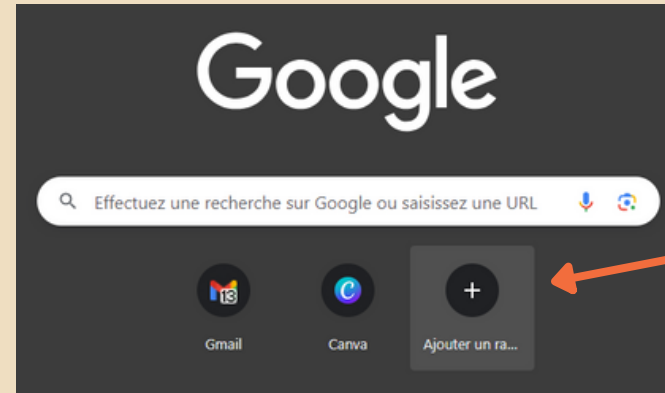 Google
Effectuez une recherche sur Google ou saisissez une URL
13
Gmail
Canva
Ajouter un ra...